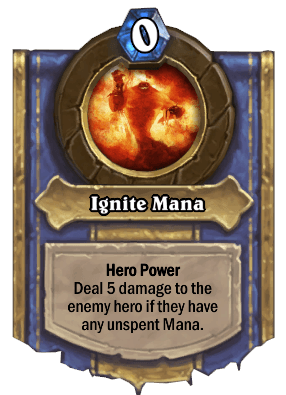 0
Ignite Mana
Hero Power
Deal 5 damage to the
enemy hero if they have
any unspent Mana.